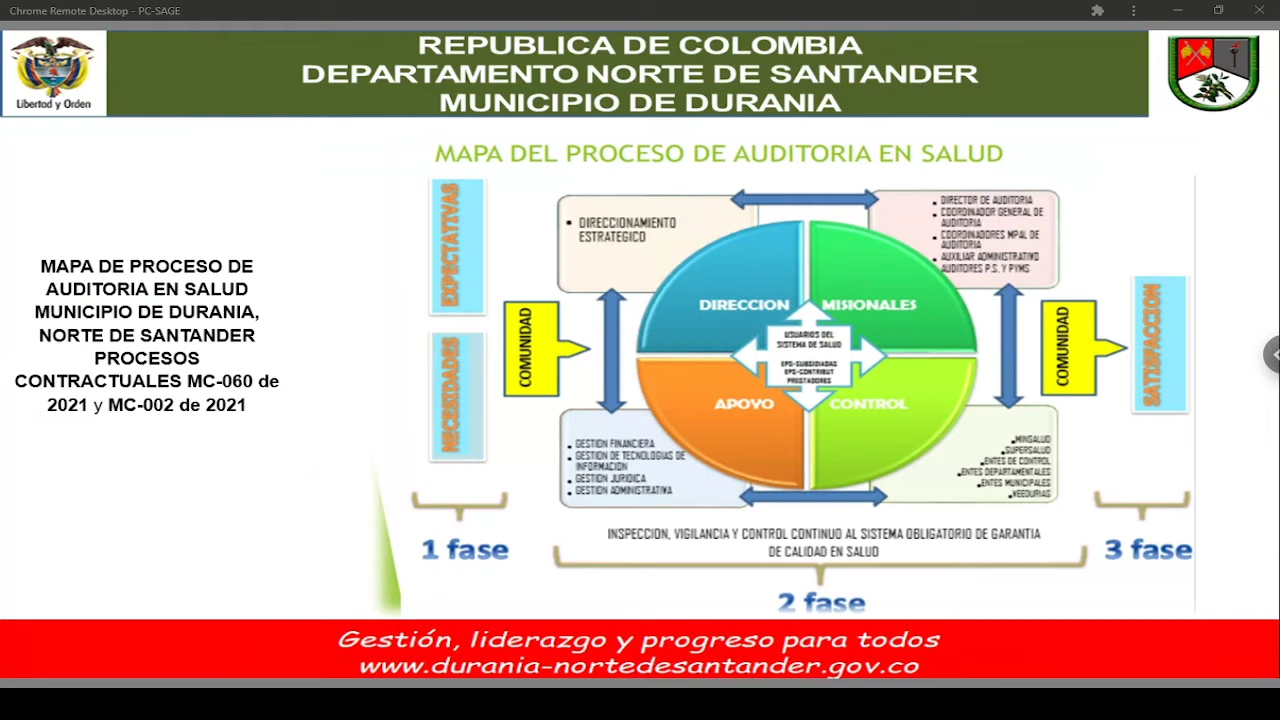 Chrome Remote Desktop - PC-SAGE
Libertad y Orden
REPUBLICA DE COLOMBIA
DEPARTAMENTO NORTE DE SANTANDER
MUNICIPIO DE DURANIA
MAPA DE PROCESO DE
AUDITORIA EN SALUD
MUNICIPIO DE DURANIA,
NORTE DE SANTANDER
PROCESOS
CONTRACTUALES MC-060 de
2021 y MC-002 de 2021
MAPA DEL PROCESO DE AUDITORIA EN SALUD
EXPECTATIVAS
NECESIDADES
COMUNIDAD
• DIRECCIONAMIENTO
ESTRATEGICO
• DIRECTOR DE AUDITORIA
• COORDINADOR GENERAL DE
AUDITORIA
• COORDINADORES MPAL DE
AUDITORIA
• AUXILIAR ADMINISTRATIVO
AUDITORES P.S. Y PYMS
DIRECCION
MISIONALES
USUARIOS DEL
SISTEMA DE SALUD
EPS-SUBSIDIADAS
EPS-CONTRIBUT
PRESTADORES
APOYO
CONTROL
• GESTION FINANCIERA
• GESTION DE TECNOLOGIAS DE
INFORMACION
• GESTION JURIDICA
• GESTION ADMINISTRATIVA
• MINSALUD
• SUPERSALUD
• ENTES DE CONTROL
• ENTES DEPARTAMENTALES
• ENTES MUNICIPALES
• VEEDURIAS
COMUNIDAD
SATISFACCION
INSPECCION, VIGILANCIA Y CONTROL CONTINUO AL SISTEMA OBLIGATORIO DE GARANTIA
DE CALIDAD EN SALUD
1 fase
2 fase
3 fase
Gestión, liderazgo y progreso para todos
www.durania-nortedesantander.gov.co